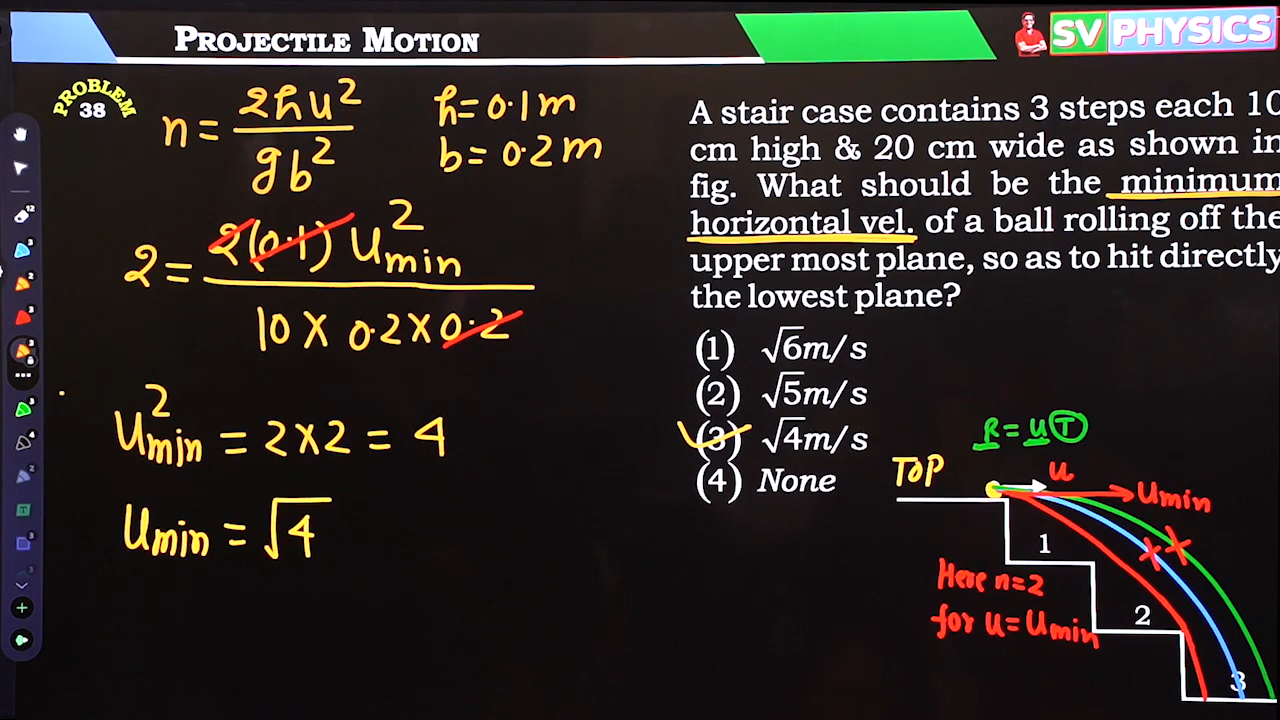 PROJECTILE MOTION
SV PHYSICS
PROBLEM
38
n = 2hu² / gb²
h = 0.1 m
b = 0.2 m
2 = 2(0.1) u²min / 10 × 0.2 × 0.2
u²min = 2 × 2 = 4
umin = √4
A stair case contains 3 steps each 10
cm high & 20 cm wide as shown in
fig. What should be the minimum
horizontal vel. of a ball rolling off the
upper most plane, so as to hit directly
the lowest plane?
(1) √6m/s
(2) √5m/s
(3) √4m/s
(4) None
R = uT
TOP
u
umin
1
Here n=2
for u = umin
2
3